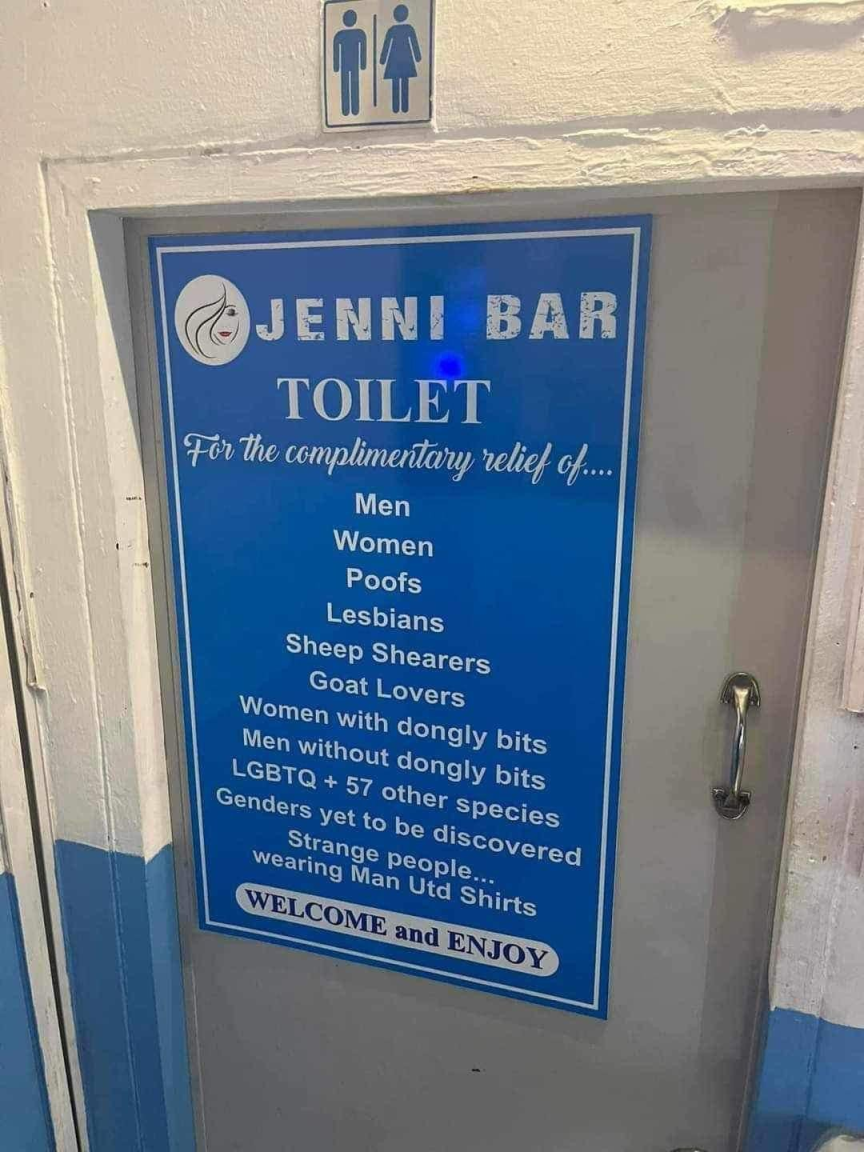 JENNI BAR
TOILET
For the complimentary relief of....
Men
Women
Poofs
Lesbians
Sheep Shearers
Goat Lovers
Women with dongly bits
Men without dongly bits
LGBTQ + 57 other species
Genders yet to be discovered
Strange people...
wearing Man Utd Shirts
WELCOME and ENJOY